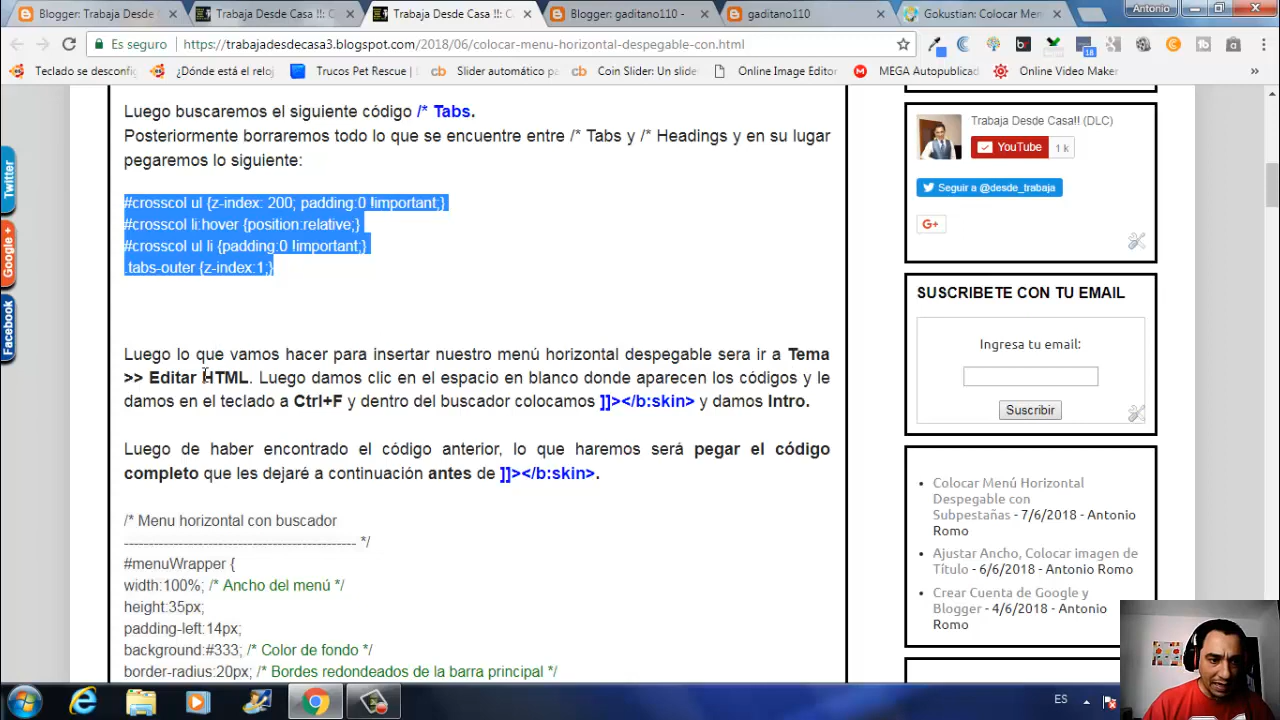 Antonio
Blogger: Trabaja Des
Trabaja Desde Casa !!: C
Trabaja Desde Casa !!: C
Blogger: gaditano110 -
gaditano110
Gokustian: Colocar Men
Es seguro
https://trabajadesdecasa3.blogspot.com/2018/06/colocar-menu-horizontal-despegable-con.html
Teclado se desconfig
¿Dónde está el reloj
Trucos Pet Rescue |
Slider automático pa
Coin Slider: Un slide
Online Image Editor
MEGA Autopublicad
Online Video Maker
»
Luego buscaremos el siguiente código /* Tabs.
Posteriormente borraremos todo lo que se encuentre entre /* Tabs y /* Headings y en su lugar
pegaremos lo siguiente:
#crosscol ul {z-index: 200; padding:0 !important;}
#crosscol li:hover {position:relative;}
#crosscol ul li {padding:0 !important;}
.tabs-outer {z-index:1;}
Luego lo que vamos hacer para insertar nuestro menú horizontal despegable sera ir a Tema
>> Editar HTML. Luego damos clic en el espacio en blanco donde aparecen los códigos y le
damos en el teclado a Ctrl+F y dentro del buscador colocamos ]]></b:skin> y damos Intro.
Luego de haber encontrado el código anterior, lo que haremos será pegar el código
completo que les dejaré a continuación antes de ]]></b:skin>.
/* Menu horizontal con buscador
----------------------------------------------- */
#menuWrapper {
width:100%; /* Ancho del menú */
height:35px;
padding-left:14px;
background:#333; /* Color de fondo */
border-radius:20px; /* Bordes redondeados de la barra principal */
Twitter
Google +
Facebook
Trabaja Desde Casa!! (DLC)
YouTube
1 k
Seguir a @desde_trabaja
G+
SUSCRIBETE CON TU EMAIL
Ingresa tu email:
Suscribir
Colocar Menú Horizontal
Despegable con
Subpestañas - 7/6/2018 - Antonio
Romo
Ajustar Ancho, Colocar imagen de
Título - 6/6/2018 - Antonio Romo
Crear Cuenta de Google y
Blogger - 4/6/2018 - Antonio
Romo
ES